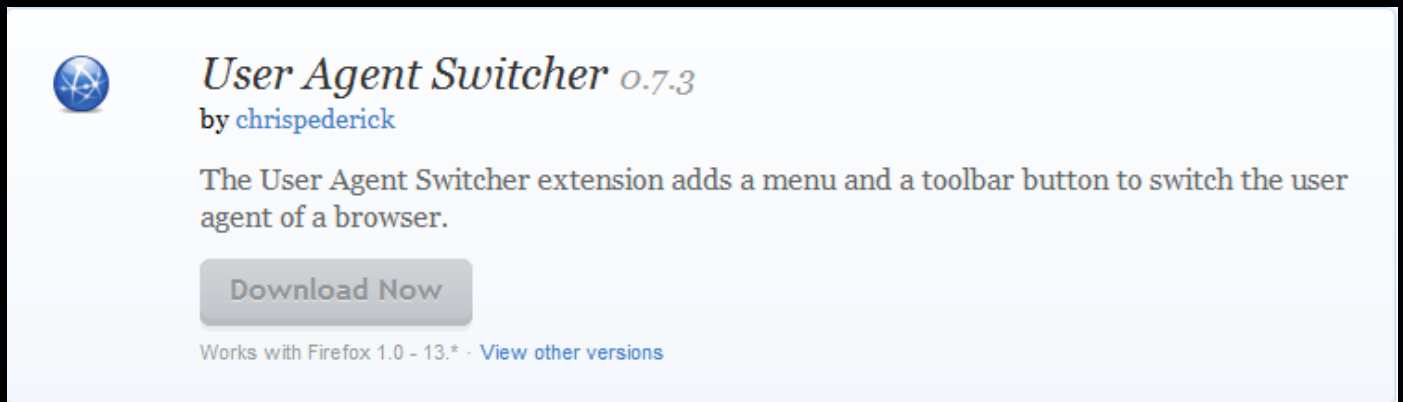 User Agent Switcher 0.7.3
by chrispederick
The User Agent Switcher extension adds a menu and a toolbar button to switch the user
agent of a browser.
Download Now
Works with Firefox 1.0 - 13.* · View other versions